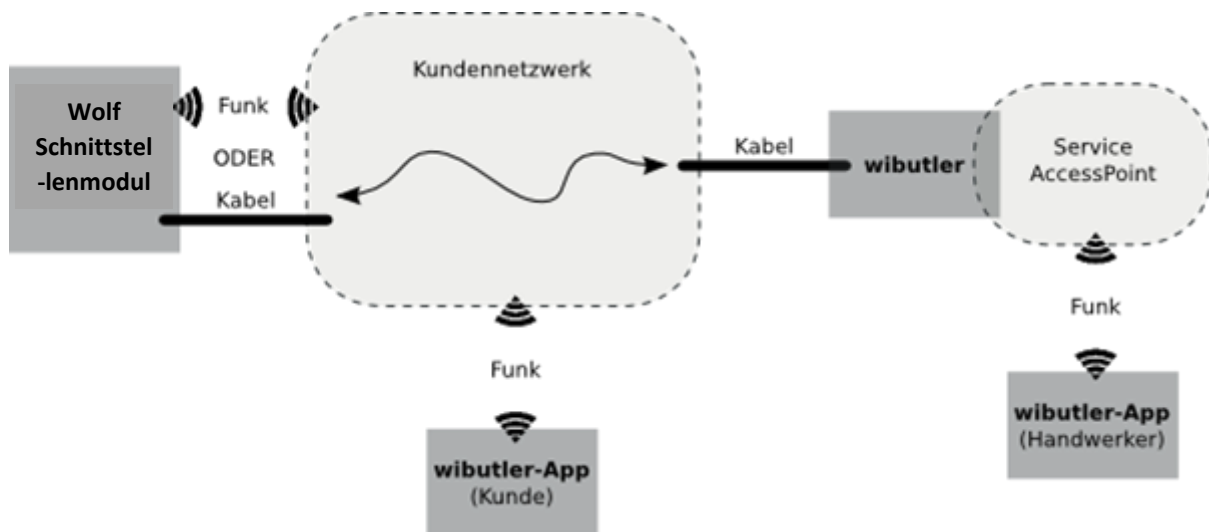 Wolf
Schnittstel
-lenmodul
Funk
ODER
Kabel
Kundennetzwerk
Kabel
wibutler
Service
AccessPoint
Funk
wibutler-App
(Kunde)
Funk
wibutler-App
(Handwerker)